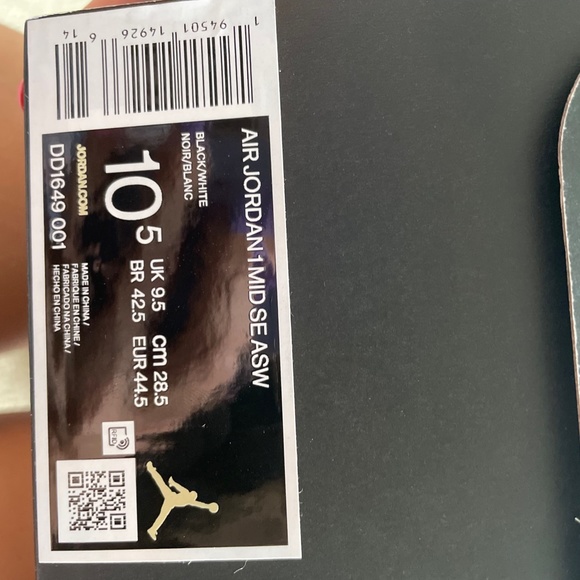 AIR JORDAN 1 MID SE ASW
BLACK/WHITE
NOIR/BLANC
10.5
UK 9.5 cm 28.5
BR 42.5 EUR 44.5
JORDAN.COM
DD1649 001
MADE IN CHINA /
FABRIQUE EN CHINE /
FABRICADO NA CHINA /
HECHO EN CHINA
RFID
1 94501 14926 6 14